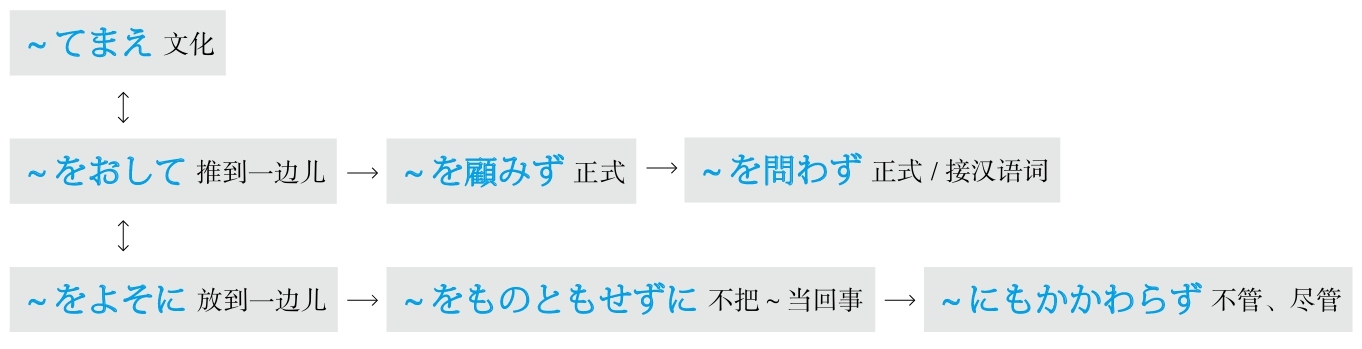 ~てまえ 文化
~をおして 推到一边儿 → ~を顧みず 正式 → ~を問わず 正式 / 接汉语词
~をよそに 放到一边儿 → ~をものともせずに 不把 ~ 当回事 → ~にもかかわらず 不管、尽管